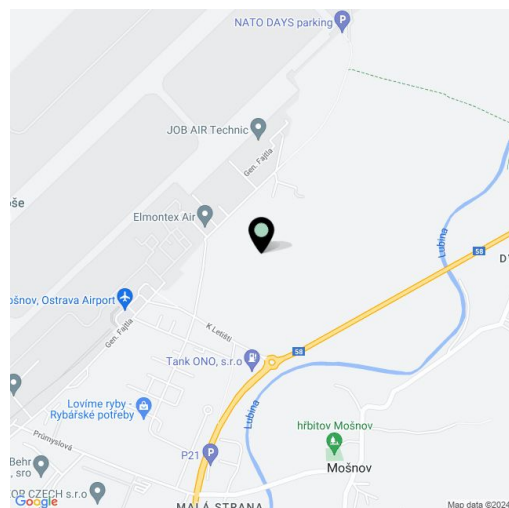 NATO DAYS parking
P
JOB AIR Technic
Gen. Fajtla
oše
Elmontex Air
Lubina
58
D'
ošnov, Ostrava Airport
Gen. Fajtla
K Letišti
58
Tank ONO, s.r.o
Lovíme ryby -
Rybářské potřeby
Lubina
hřbitov Mošnov
Průmyslová
P21
P
Behr
, sro
Mošnov
OR CZECH s.r.o
MALÁ STRANA
Google
Map data ©2024